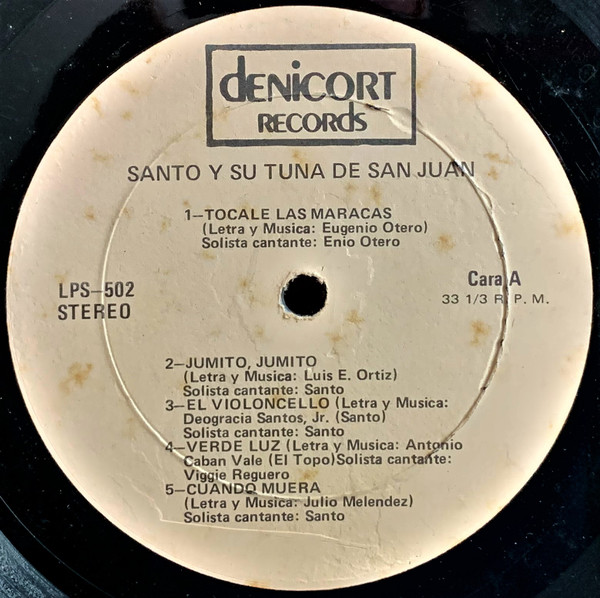 denicort
RECORds
SANTO Y SU TUNA DE SAN JUAN
1—TOCALE LAS MARACAS
(Letra y Musica: Eugenio Otero)
Solista cantante: Enio Otero
LPS—502
STEREO
Cara A
33 1/3 R. P. M.
2—JUMITO, JUMITO
(Letra y Musica: Luis E. Ortiz)
Solista cantante: Santo
3—EL VIOLONCELLO (Letra y Musica:
Deogracia Santos, Jr. (Santo)
Solista cantante: Santo
4—VERDE LUZ (Letra y Musica: Antonio
Caban Vale (El Topo)Solista cantante:
Viggie Reguero
5—CUANDO MUERA
(Letra y Musica: Julio Melendez)
Solista cantante: Santo